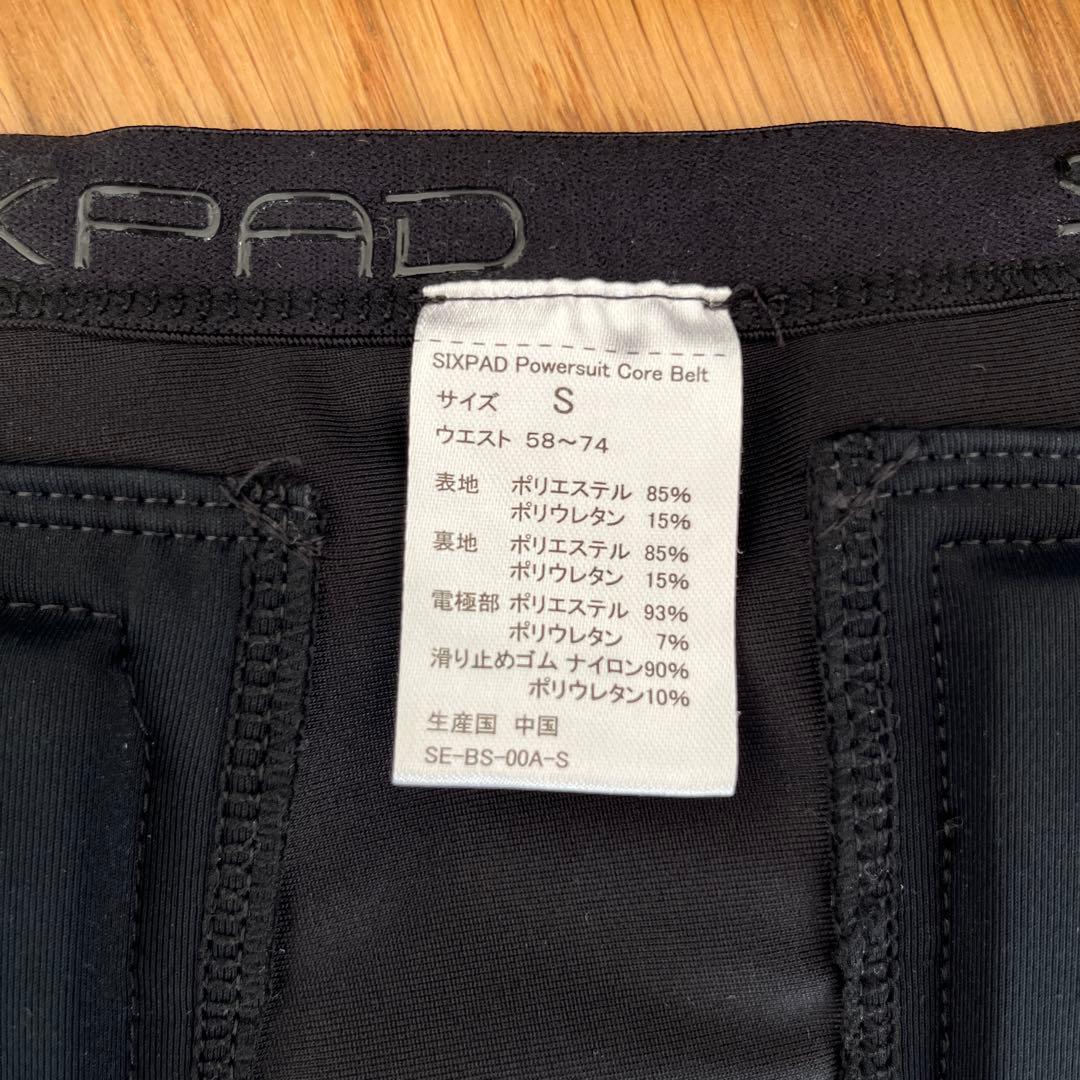 XPAD
SIXPAD Powersuit Core Belt
サイズ S
ウエスト 58～74
表地 ポリエステル 85%
ポリウレタン 15%
裏地 ポリエステル 85%
ポリウレタン 15%
電極部 ポリエステル 93%
ポリウレタン 7%
滑り止めゴム ナイロン90%
ポリウレタン10%
生産国 中国
SE-BS-00A-S